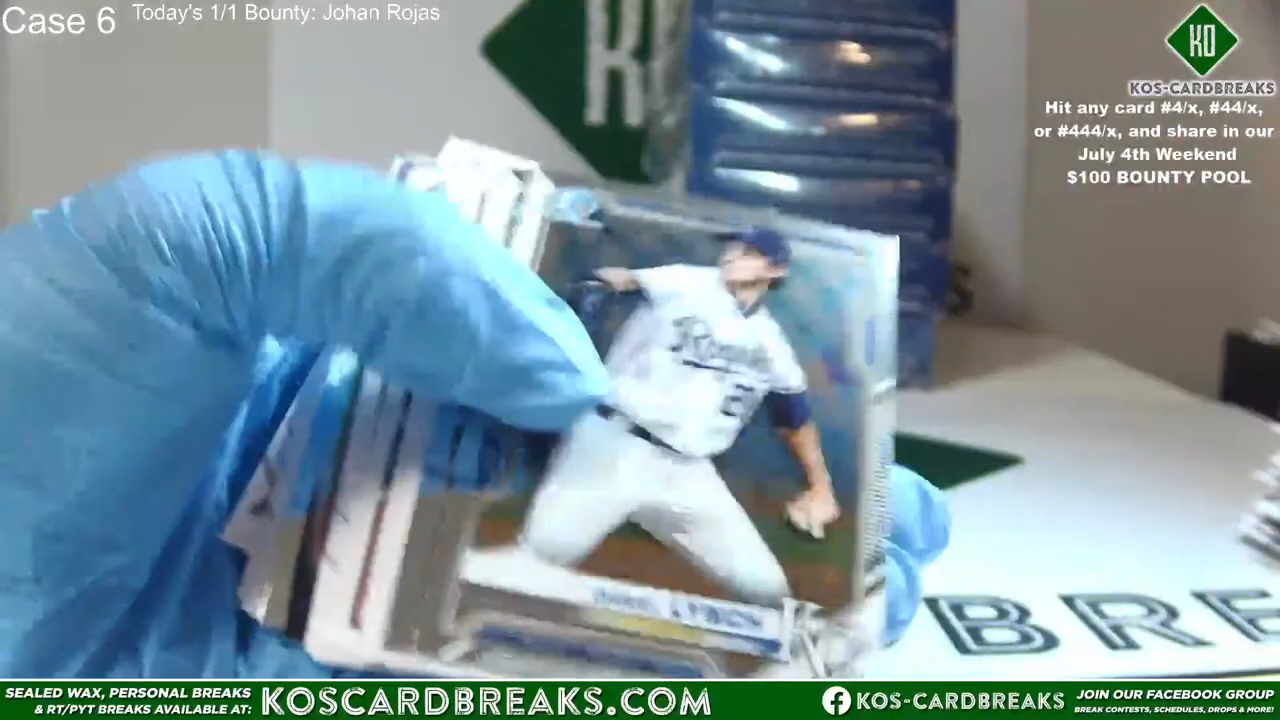 Case 6
Today's 1/1 Bounty: Johan Rojas
KO
KOS-CARDBREAKS
Hit any card #4/x, #44/x,
or #444/x, and share in our
July 4th Weekend
$100 BOUNTY POOL
K
Royals
LYNCH
BRE
SEALED WAX, PERSONAL BREAKS
& RT/PYT BREAKS AVAILABLE AT:
KOSCARDBREAKS.COM
KOS-CARDBREAKS
JOIN OUR FACEBOOK GROUP
BREAK CONTESTS, SCHEDULES, DROPS & MORE!